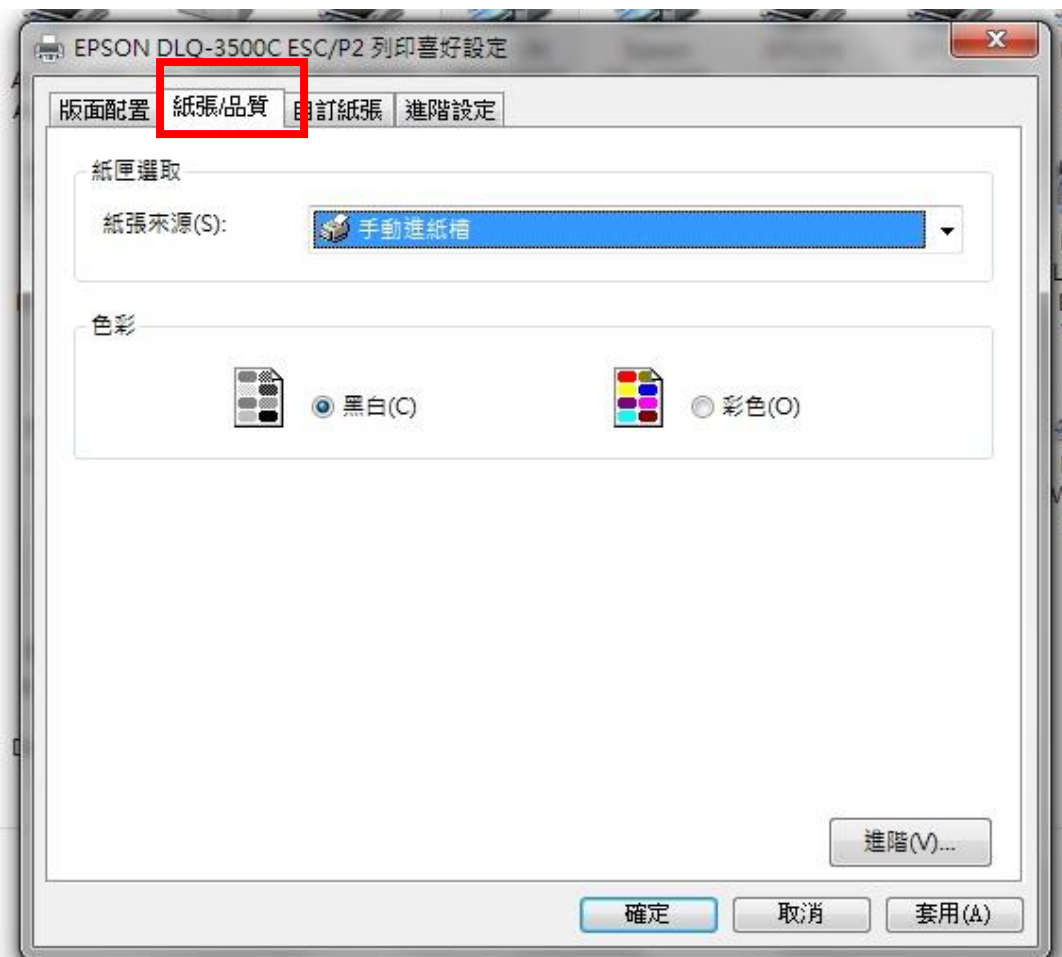 EPSON DLQ-3500C ESC/P2 列印喜好設定
版面配置 紙張/品質 自訂紙張 進階設定
紙匣選取
紙張來源(S): 手動進紙槽
色彩
黑白(C) 彩色(O)
進階(V)...
確定 取消 套用(A)